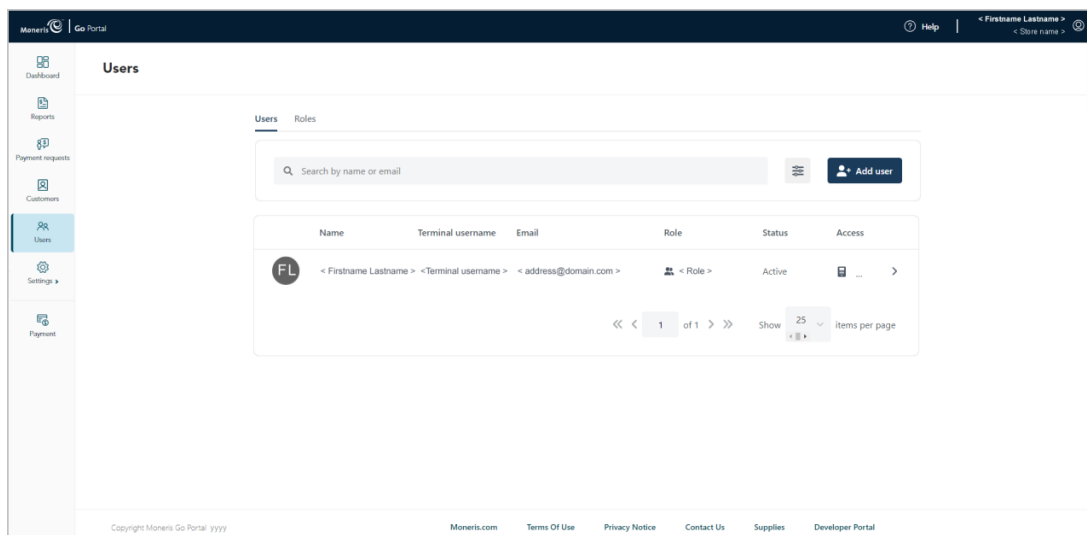 Moneris Go Portal
Help
< Firstname Lastname >
< Store name >
Dashboard
Reports
Payment requests
Customers
Users
Settings
Payment
Users
Users Roles
Search by name or email
Add user
Name Terminal username Email Role Status Access
FL < Firstname Lastname > <Terminal username > < address@domain.com > < Role > Active ...
1 of 1 Show 25 items per page
Copyright Moneris Go Portal yyyy Moneris.com Terms Of Use Privacy Notice Contact Us Supplies Developer Portal